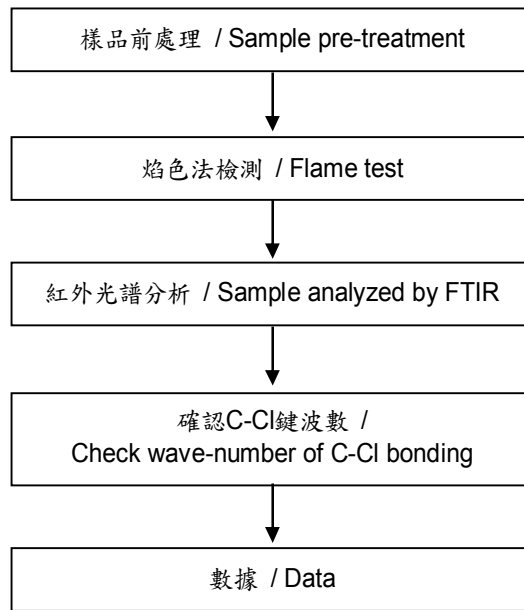 樣品前處理 / Sample pre-treatment
焰色法檢測 / Flame test
紅外光譜分析 / Sample analyzed by FTIR
確認C-Cl鍵波數 /
Check wave-number of C-Cl bonding
數據 / Data